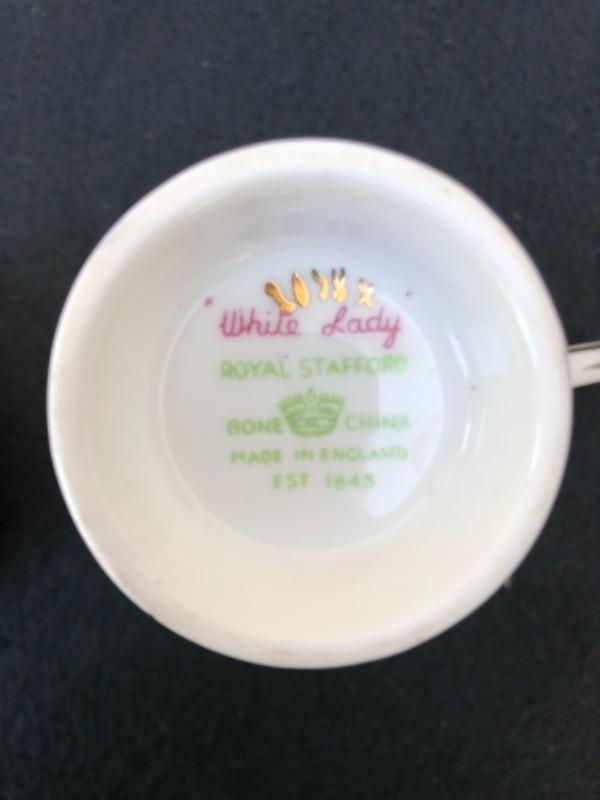 "White Lady"
ROYAL STAFFORD
BONE CHINA
MADE IN ENGLAND
EST 1845